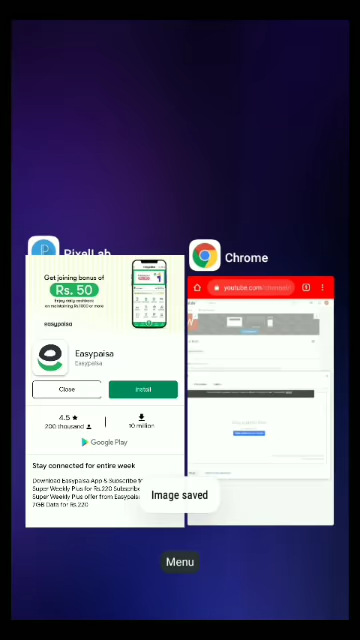 PixelLab
Chrome
Get joining bonus of
Rs. 50
easypaisa
youtube.com
Easypaisa
Easypaisa
Close
Install
4.5 ★
200 thousand
10 million
Google Play
Stay connected for entire week
Download Easypaisa App & Subscribe
Super Weekly Plus for Rs.220
Super Weekly Plus offer from
7GB Data for Rs.220
Image saved
Menu